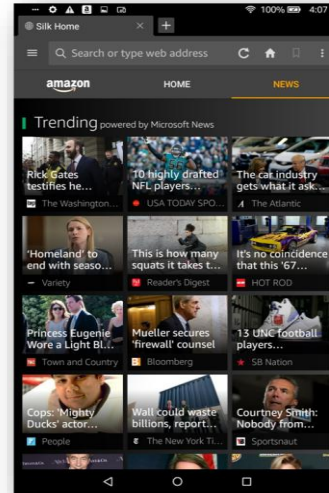 100% 4:07
Silk Home
Search or type web address
amazon
HOME
NEWS
Trending powered by Microsoft News
Rick Gates
testifies he...
The Washington...
10 highly drafted
NFL players...
USA TODAY SPO...
The car industry
gets what it ask...
The Atlantic
'Homeland' to
end with seaso...
Variety
This is how many
squats it takes t...
Reader's Digest
It's no coincidence
that this '67...
HOT ROD
Princess Eugenie
Wore a Light Bl...
Town and Country
Mueller secures
'firewall' counsel
Bloomberg
13 UNC football
players...
SB Nation
Cops: 'Mighty
Ducks' actor...
People
Wall could waste
billions, report...
The New York Ti...
Courtney Smith:
Nobody from...
Sportsnaut